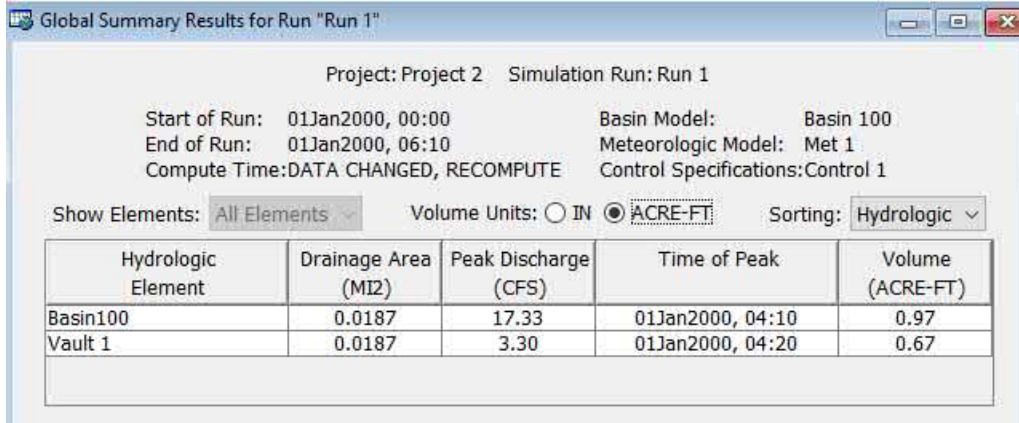 Global Summary Results for Run "Run 1"
Project: Project 2 Simulation Run: Run 1
Start of Run: 01Jan2000, 00:00 Basin Model: Basin 100
End of Run: 01Jan2000, 06:10 Meteorologic Model: Met 1
Compute Time:DATA CHANGED, RECOMPUTE Control Specifications:Control 1
Show Elements: All Elements Volume Units: IN ACRE-FT Sorting: Hydrologic
Hydrologic Drainage Area Peak Discharge Time of Peak Volume
Element (MI2) (CFS) (ACRE-FT)
Basin100 0.0187 17.33 01Jan2000, 04:10 0.97
Vault 1 0.0187 3.30 01Jan2000, 04:20 0.67